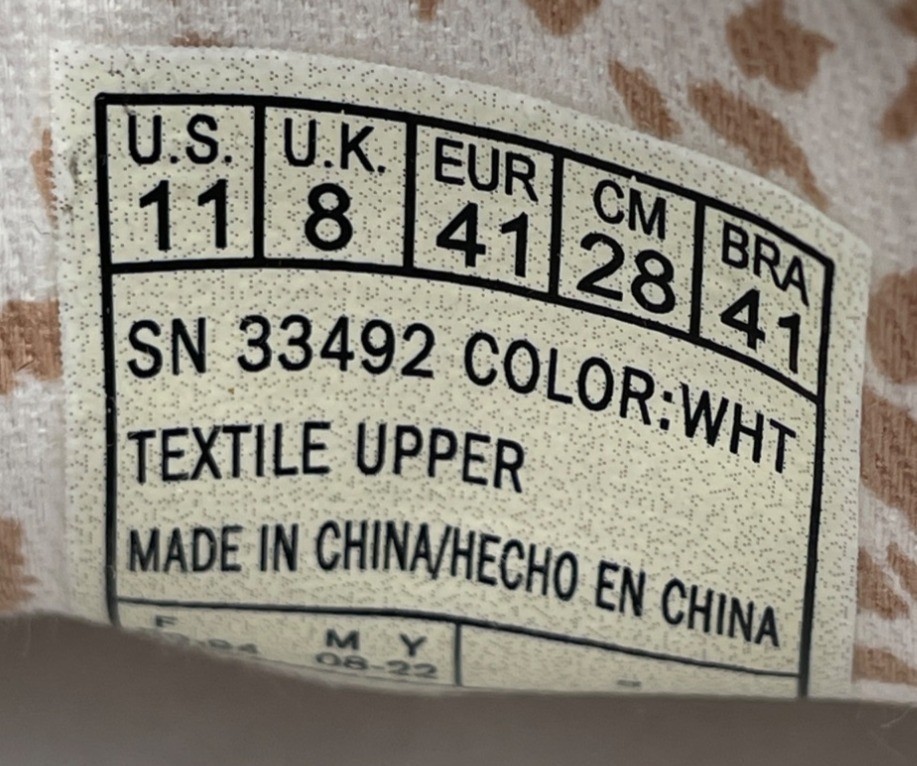 U.S. U.K. EUR CM BRA
11 8 41 28 41
SN 33492 COLOR:WHT
TEXTILE UPPER
MADE IN CHINA/HECHO EN CHINA
F M Y
08-22